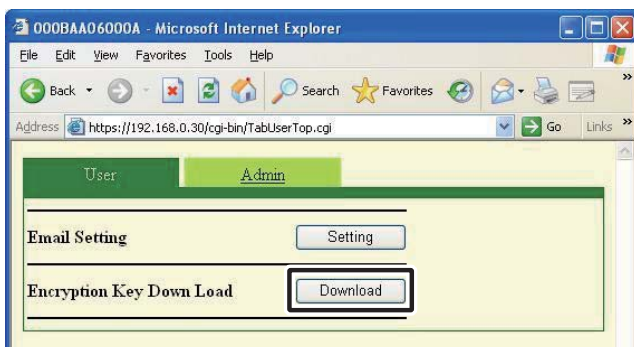 000BAA06000A - Microsoft Internet Explorer
File Edit View Favorites Tools Help
Back Search Favorites »
Address https://192.168.0.30/cgi-bin/TabUserTop.cgi Go Links »
User Admin
Email Setting Setting
Encryption Key Down Load Download